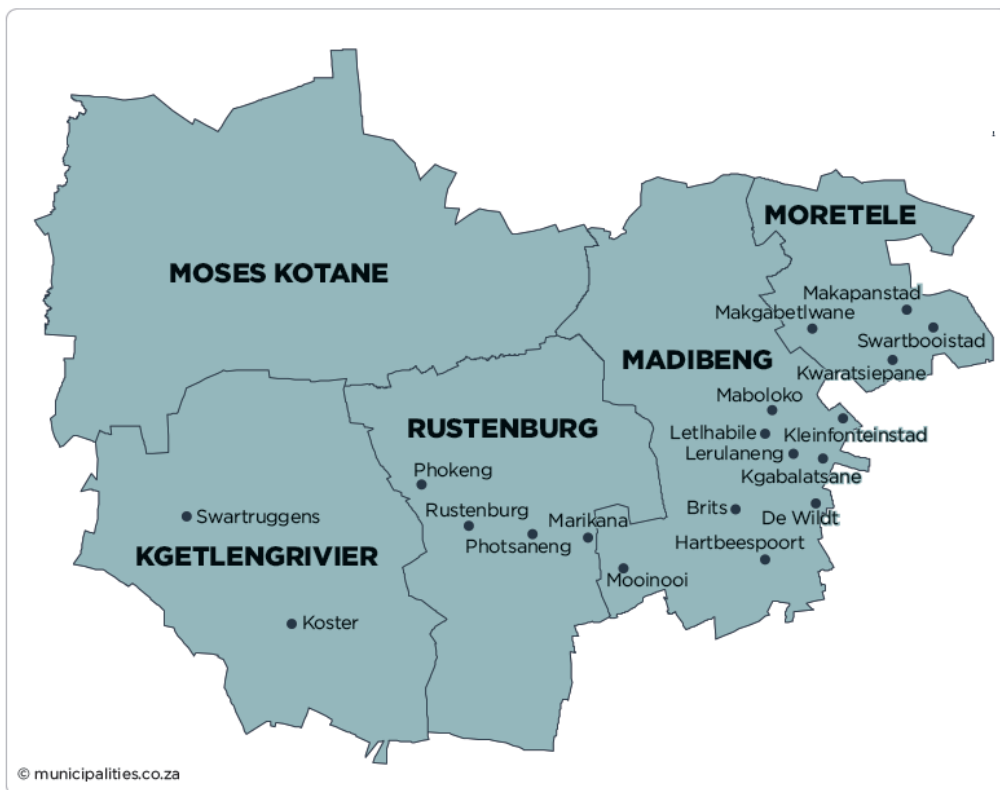 MORETELE
MOSES KOTANE
Makapanstad
Makgabetlwane
Swartbooistad
MADIBENG
Kwaratsiepane
Maboloko
RUSTENBURG
Letlhabile
Kleinfonteinstad
Lerulaneng
Phokeng
Kgabalatsane
Swartruggens
Rustenburg
Marikana
Brits
De Wildt
Photsaneng
Hartbeespoort
KGETLENGRIVIER
Mooinooi
Koster
© municipalities.co.za